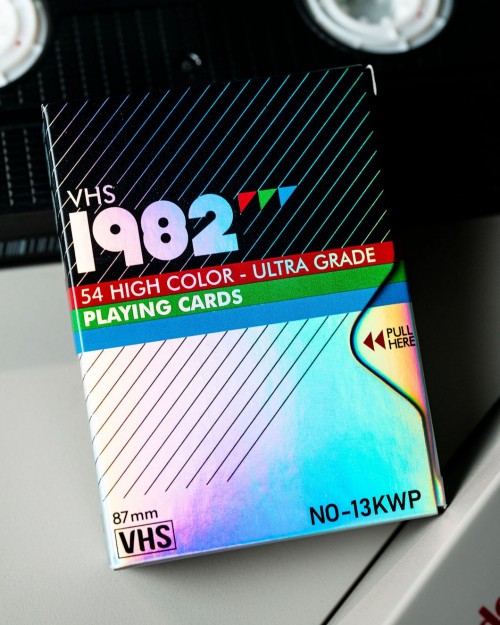 VHS
1982
54 HIGH COLOR - ULTRA GRADE
PLAYING CARDS
PULL
HERE
87mm
VHS
NO-13KWP